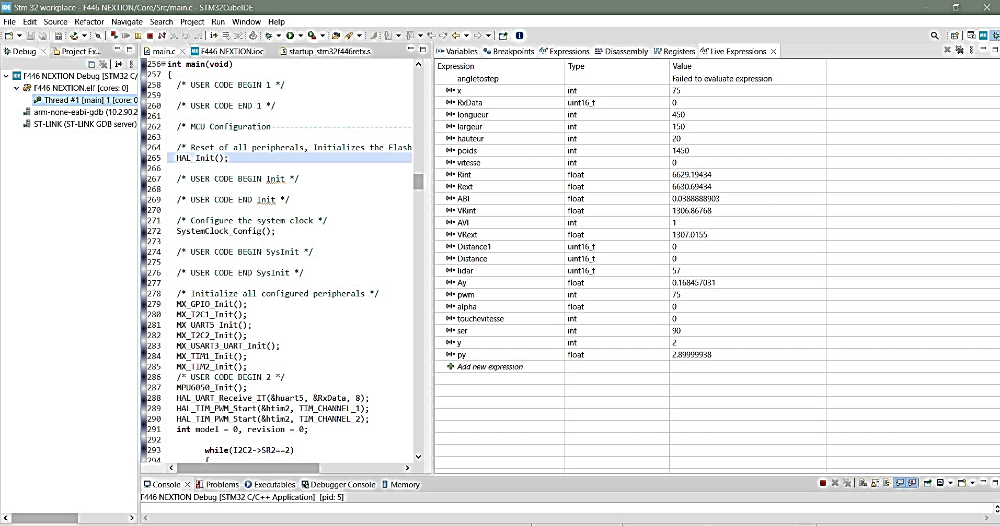 IDE Stm 32 workplace - F446 NEXTION/Core/Src/main.c - STM32CubeIDE
File Edit Source Refactor Navigate Search Project Run Window Help
Debug Project Ex...
F446 NEXTION Debug [STM32 C/
F446 NEXTION.elf [cores: 0]
Thread #1 [main] 1 [core: 0
arm-none-eabi-gdb (10.2.90.2
ST-LINK (ST-LINK GDB server)
main.c MX F446 NEXTION.ioc startup_stm32f446retx.s
256 int main(void)
257 {
258 /* USER CODE BEGIN 1 */
259
260 /* USER CODE END 1 */
261
262 /* MCU Configuration------------------------------
263
264 /* Reset of all peripherals, Initializes the Flash
265 HAL_Init();
266
267 /* USER CODE BEGIN Init */
268
269 /* USER CODE END Init */
270
271 /* Configure the system clock */
272 SystemClock_Config();
273
274 /* USER CODE BEGIN SysInit */
275
276 /* USER CODE END SysInit */
277
278 /* Initialize all configured peripherals */
279 MX_GPIO_Init();
280 MX_I2C1_Init();
281 MX_UART5_Init();
282 MX_I2C2_Init();
283 MX_USART3_UART_Init();
284 MX_TIM1_Init();
285 MX_TIM2_Init();
286 /* USER CODE BEGIN 2 */
287 MPU6050_Init();
288 HAL_UART_Receive_IT(&huart5, &RxData, 8);
289 HAL_TIM_PWM_Start(&htim2, TIM_CHANNEL_1);
290 HAL_TIM_PWM_Start(&htim2, TIM_CHANNEL_2);
291 int model = 0, revision = 0;
292
293 while(I2C2->SR2==2)
294 {
(x)= Variables Breakpoints Expressions Disassembly Registers Live Expressions
Expression Type Value
angletostep Failed to evaluate expression
(x)= x int 75
(x)= RxData uint16_t 0
(x)= longueur int 450
(x)= largeur int 150
(x)= hauteur int 20
(x)= poids int 1450
(x)= vitesse int 0
(x)= Rint float 6629.19434
(x)= Rext float 6630.69434
(x)= ABI float 0.0388888903
(x)= VRint float 1306.86768
(x)= AVI int 1
(x)= VRext float 1307.0155
(x)= Distance1 uint16_t 0
(x)= Distance uint16_t 0
(x)= lidar uint16_t 57
(x)= Ay float 0.168457031
(x)= pwm int 75
(x)= alpha float 0
(x)= touchevitesse int 0
(x)= ser int 90
(x)= y int 2
(x)= py float 2.89999938
Add new expression
Console Problems Executables Debugger Console Memory
F446 NEXTION Debug [STM32 C/C++ Application] [pid: 5]